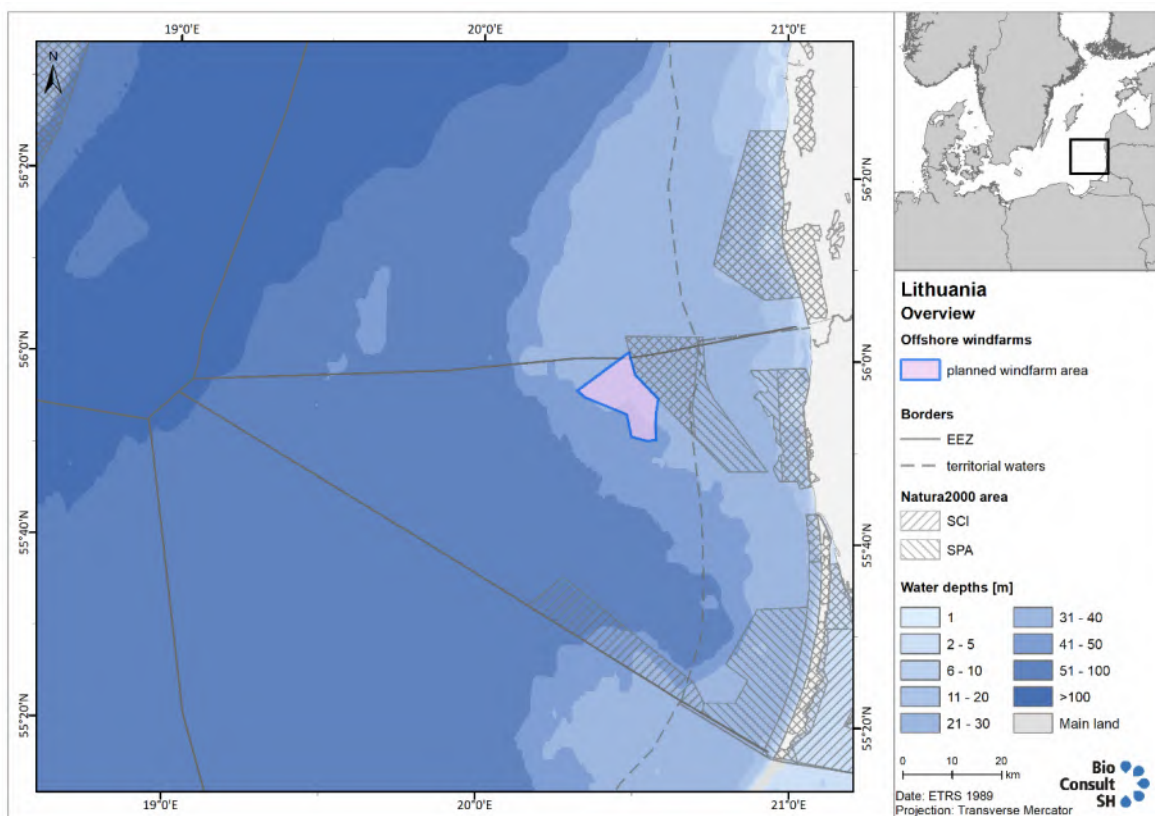 19°0'E 20°0'E 21°0'E
N
56°20'N 56°20'N
56°0'N 56°0'N
55°40'N 55°40'N
55°20'N 55°20'N
19°0'E 20°0'E 21°0'E
Lithuania
Overview
Offshore windfarms
planned windfarm area
Borders
EEZ
territorial waters
Natura2000 area
SCI
SPA
Water depths [m]
1 31 - 40
2 - 5 41 - 50
6 - 10 51 - 100
11 - 20 >100
21 - 30 Main land
0 10 20
km
Date: ETRS 1989
Projection: Transverse Mercator
Bio
Consult
SH